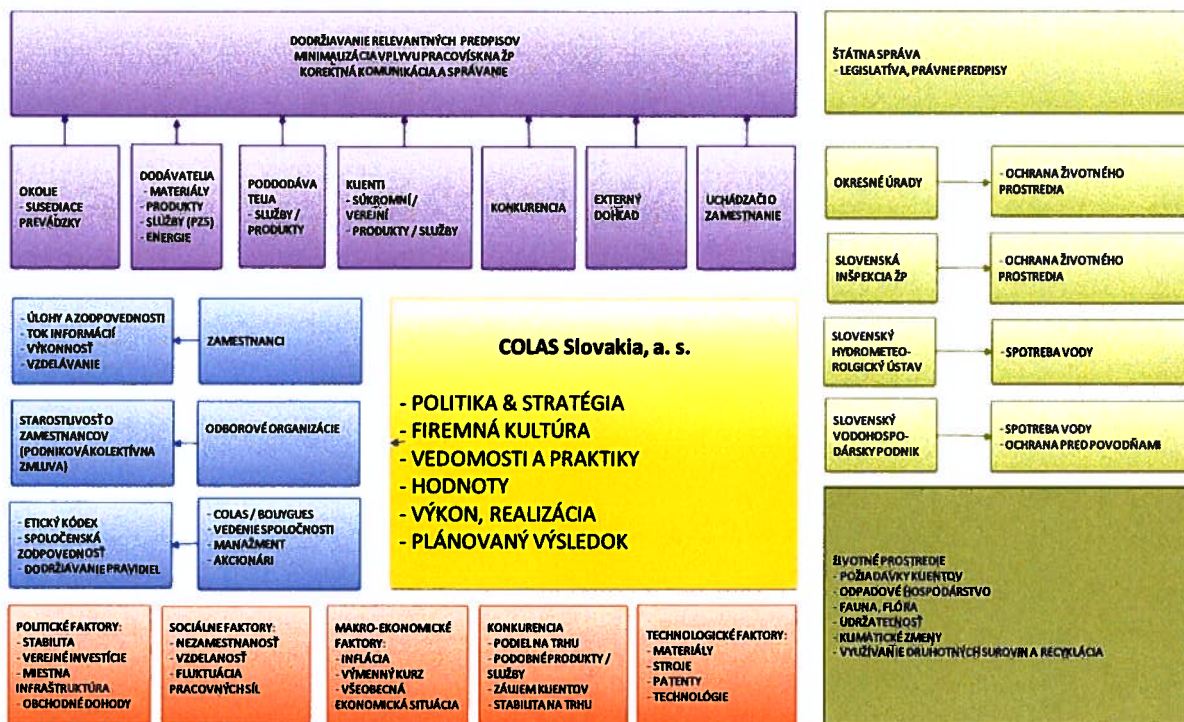 DODRŽIAVANIE RELEVANTNÝCH PREDPISOV
MINIMALIZÁCIA VPLYVU PRACOVÍSK NA ŽP
KOREKTNÁ KOMUNIKÁCIA A SPRÁVANIE
ŠTÁTNA SPRÁVA
- LEGISLATÍVA, PRÁVNE PREDPISY
OKOLIE
- SUSEDIACE
PREVÁDZKY
DODÁVATELIA
- MATERIÁLY
- PRODUKTY
- SLUŽBY (PZS)
- ENERGIE
PODDODÁVA
TELIA
- SLUŽBY /
PRODUKTY
KLIENTI
- SÚKROMNÍ /
VEREJNÍ
- PRODUKTY / SLUŽBY
KONKURENCIA
EXTERNÝ
DOHĽAD
UCHÁDZAČI O
ZAMESTNANIE
OKRESNÉ ÚRADY
- OCHRANA ŽIVOTNÉHO
PROSTREDIA
SLOVENSKÁ
INŠPEKCIA ŽP
- OCHRANA ŽIVOTNÉHO
PROSTREDIA
SLOVENSKÝ
HYDROMETEO-
ROLGICKÝ ÚSTAV
- SPOTREBA VODY
SLOVENSKÝ
VODOHOSPO-
DÁRSKY PODNIK
- SPOTREBA VODY
- OCHRANA PRED POVODŇAMI
- ÚLOHY A ZODPOVEDNOSTI
- TOK INFORMÁCIÍ
- VÝKONNOSŤ
- VZDELÁVANIE
ZAMESTNANCI
STAROSTLIVOSŤ O
ZAMESTNANCOV
(PODNIKOVÁ KOLEKTÍVNA
ZMLUVA)
ODBOROVÉ ORGANIZÁCIE
- ETICKÝ KÓDEX
- SPOLOČENSKÁ
ZODPOVEDNOSŤ
- DODRŽIAVANIE PRAVIDIEL
- COLAS / BOUYGUES
- VEDENIE SPOLOČNOSTI
- MANAŽMENT
- AKCIONÁRI
COLAS Slovakia, a. s.
- POLITIKA & STRATÉGIA
- FIREMNÁ KULTÚRA
- VEDOMOSTI A PRAKTIKY
- HODNOTY
- VÝKON, REALIZÁCIA
- PLÁNOVANÝ VÝSLEDOK
ŽIVOTNÉ PROSTREDIE
- POŽIADAVKY KLIENTOV
- ODPADOVÉ HOSPODÁRSTVO
- FAUNA, FLÓRA
- UDRŽATEĽNOSŤ
- KLIMATICKÉ ZMENY
- VYUŽÍVANIE DRUHOTNÝCH SUROVIN A RECYKLÁCIA
POLITICKÉ FAKTORY:
- STABILITA
- VEREJNÉ INVESTÍCIE
- MIESTNA
INFRAŠTRUKTÚRA
- OBCHODNÉ DOHODY
SOCIÁLNE FAKTORY:
- NEZAMESTNANOSŤ
- VZDELANOSŤ
- FLUKTUÁCIA
PRACOVNÝCH SÍL
MAKRO-EKONOMICKÉ
FAKTORY:
- INFLÁCIA
- VÝMENNÝ KURZ
- VŠEOBECNÁ
EKONOMICKÁ SITUÁCIA
KONKURENCIA
- PODIEL NA TRHU
- PODOBNÉ PRODUKTY /
SLUŽBY
- ZÁUJEM KLIENTOV
- STABILITA NA TRHU
TECHNOLOGICKÉ FAKTORY:
- MATERIÁLY
- STROJE
- PATENTY
- TECHNOLÓGIE